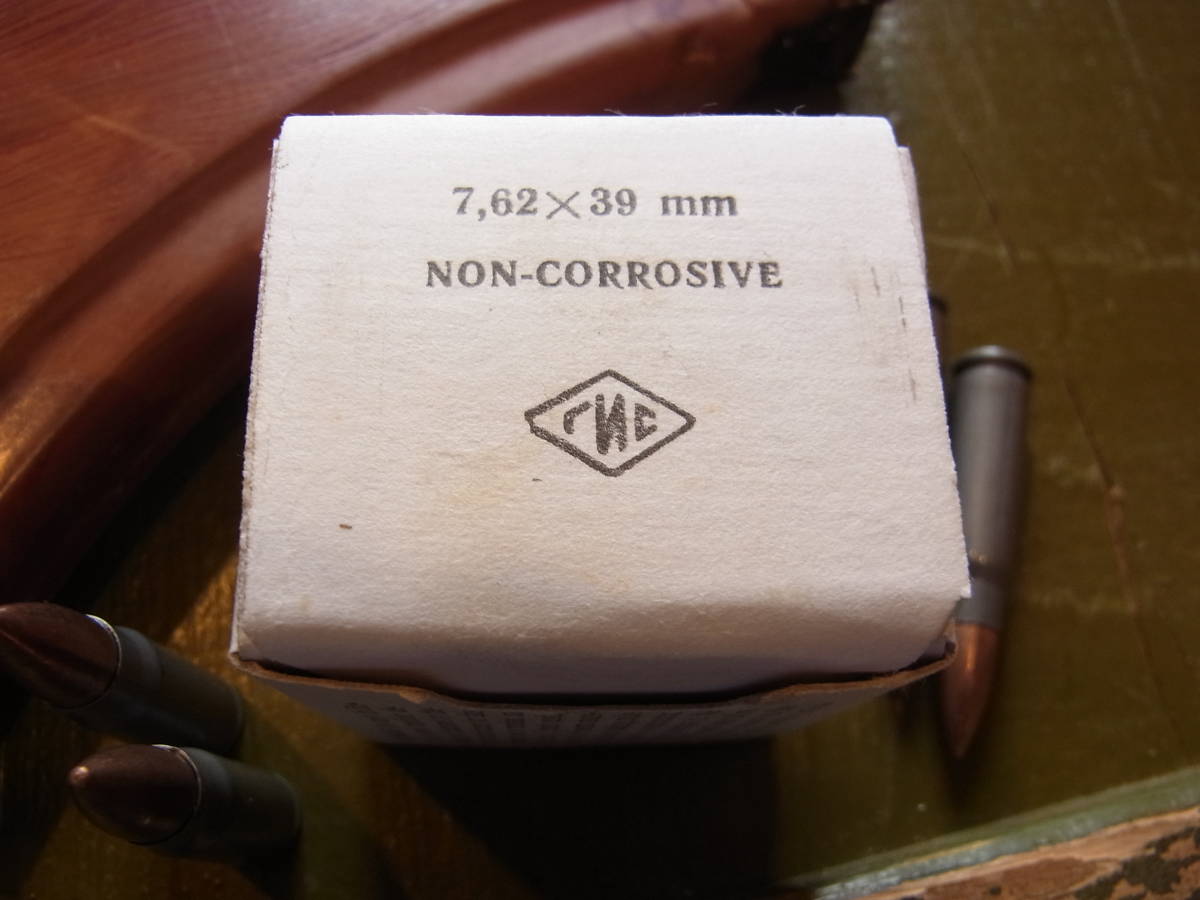 7,62×39 mm
NON-CORROSIVE
ГИС